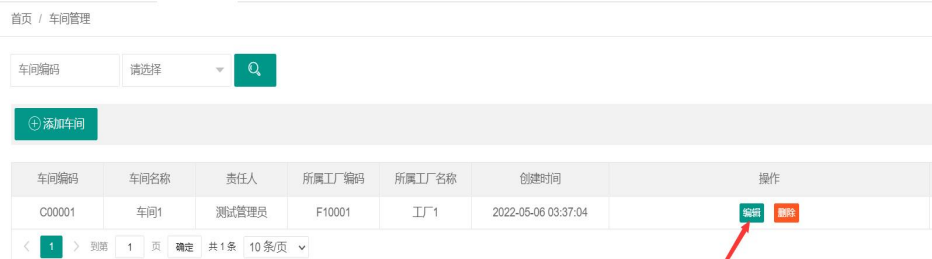 首页 / 车间管理
车间编码 请选择
添加车间
车间编码 车间名称 责任人 所属工厂编码 所属工厂名称 创建时间 操作
C00001 车间1 测试管理员 F10001 工厂1 2022-05-06 03:37:04 编辑 删除
1 到第 1 页 确定 共1条 10条/页